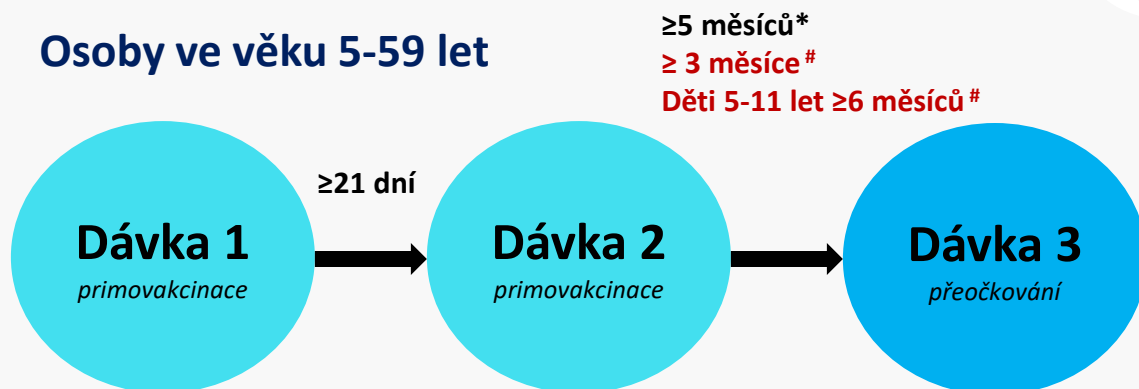 Osoby ve věku 5-59 let
≥5 měsíců*
≥ 3 měsíce #
Děti 5-11 let ≥6 měsíců #
≥21 dní
Dávka 1
primovakcinace
Dávka 2
primovakcinace
Dávka 3
přeočkování